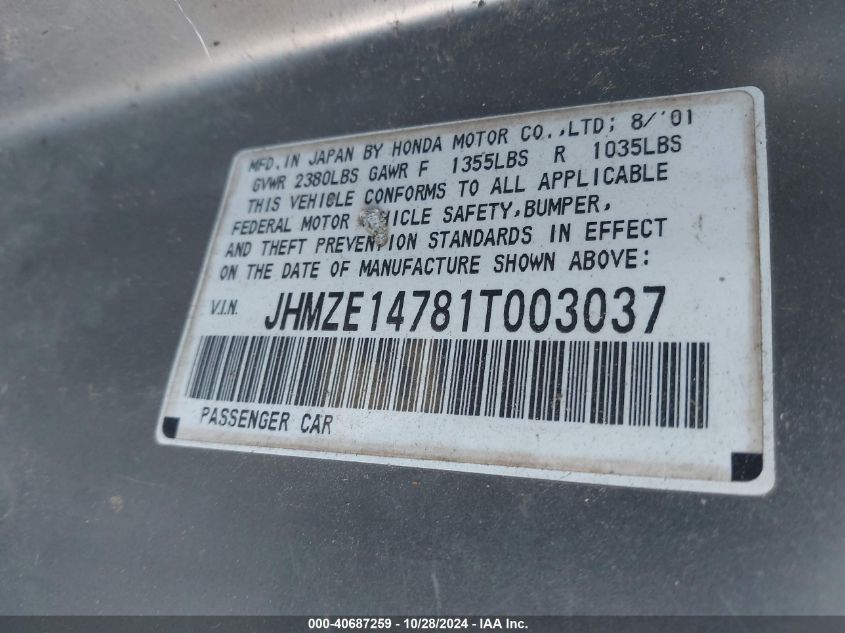 MFD. IN JAPAN BY HONDA MOTOR CO.,LTD; 8/'01
GVWR 2380LBS GAWR F 1355LBS R 1035LBS
THIS VEHICLE CONFORMS TO ALL APPLICABLE
FEDERAL MOTOR VEHICLE SAFETY,BUMPER,
AND THEFT PREVENTION STANDARDS IN EFFECT
ON THE DATE OF MANUFACTURE SHOWN ABOVE:
V.I.N. JHMZE14781T003037
PASSENGER CAR
000-40687259 - 10/28/2024 - IAA Inc.